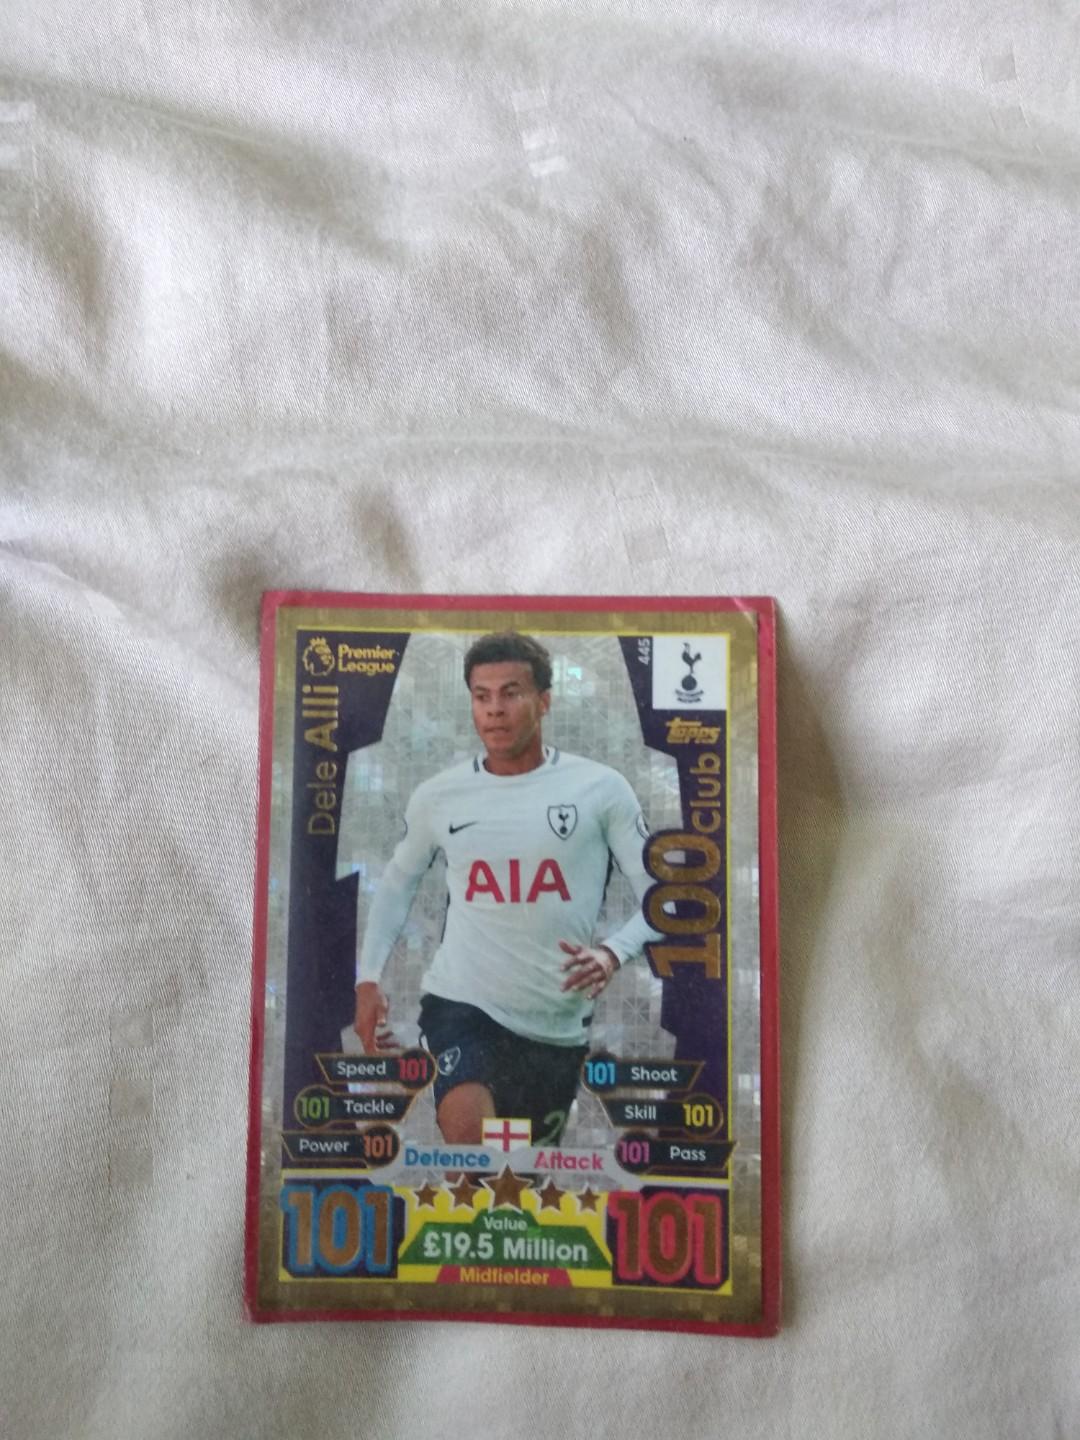 Premier
League
445
Dele Alli
Topps
100 Club
AIA
Speed 101
101 Shoot
101 Tackle
Skill 101
Power 101
101 Pass
2
Defence
Attack
101
101
Value
£19.5 Million
Midfielder